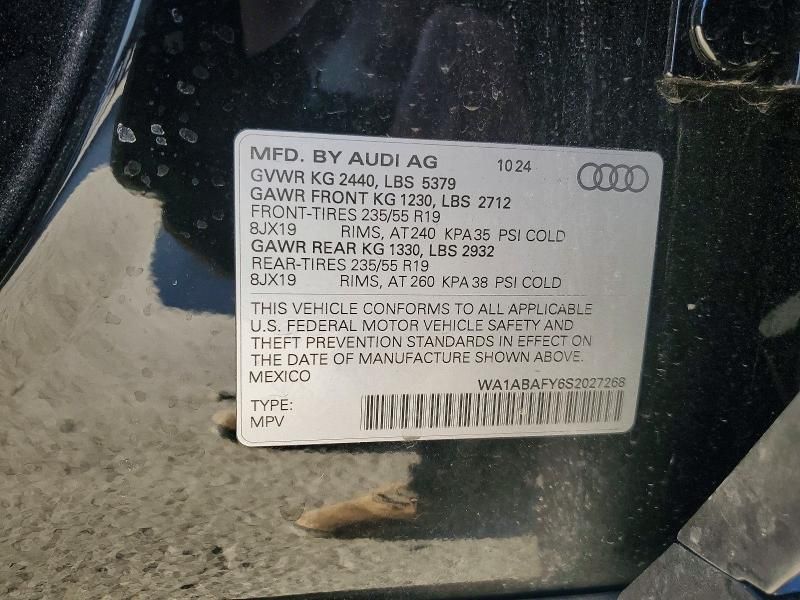 MFD. BY AUDI AG 10 24
GVWR KG 2440, LBS 5379
GAWR FRONT KG 1230, LBS 2712
FRONT-TIRES 235/55 R19
8JX19 RIMS, AT 240 KPA 35 PSI COLD
GAWR REAR KG 1330, LBS 2932
REAR-TIRES 235/55 R19
8JX19 RIMS, AT 260 KPA 38 PSI COLD
THIS VEHICLE CONFORMS TO ALL APPLICABLE
U.S. FEDERAL MOTOR VEHICLE SAFETY AND
THEFT PREVENTION STANDARDS IN EFFECT ON
THE DATE OF MANUFACTURE SHOWN ABOVE.
MEXICO WA1ABAFY6S2027268
TYPE:
MPV